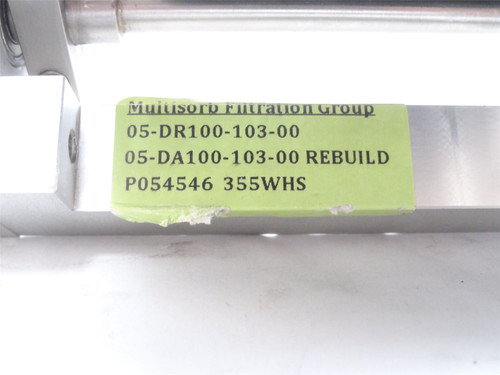 Multisorb Filtration Group
05-DR100-103-00
05-DA100-103-00 REBUILD
P054546 355WHS